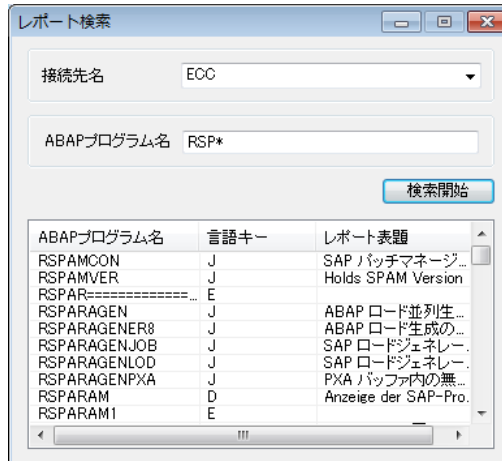 レポート検索
接続先名 ECC
ABAPプログラム名 RSP*
検索開始
ABAPプログラム名 言語キー レポート表題
RSPAMCON J SAP パッチマネージ...
RSPAMVER J Holds SPAM Version
RSPAR=============... E
RSPARAGEN J ABAP ロード並列生...
RSPARAGENER8 J ABAP ロード生成の...
RSPARAGENJOB J SAP ロードジェネレー...
RSPARAGENLOD J SAP ロードジェネレー...
RSPARAGENPXA J PXA バッファ内の無...
RSPARAM D Anzeige der SAP-Pro...
RSPARAM1 E